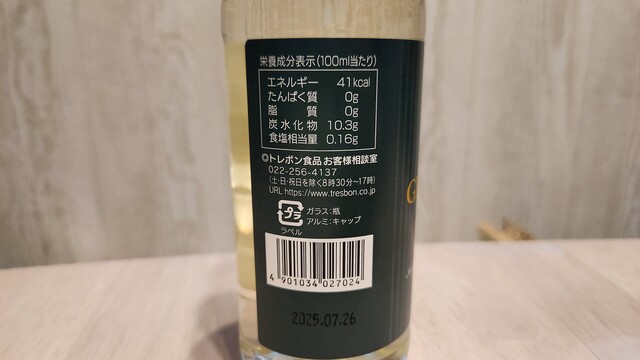 栄養成分表示(100ml当たり)
エネルギー 41kcal
たんぱく質 0g
脂質 0g
炭水化物 10.3g
食塩相当量 0.16g
◎トレボン食品 お客様相談室
022-256-4137
(土・日・祝日を除く8時30分〜17時)
URL https://www.tresbon.co.jp
プラ
ガラス:瓶
アルミ:キャップ
ラベル
4 901034 027024
2025.07.26
G